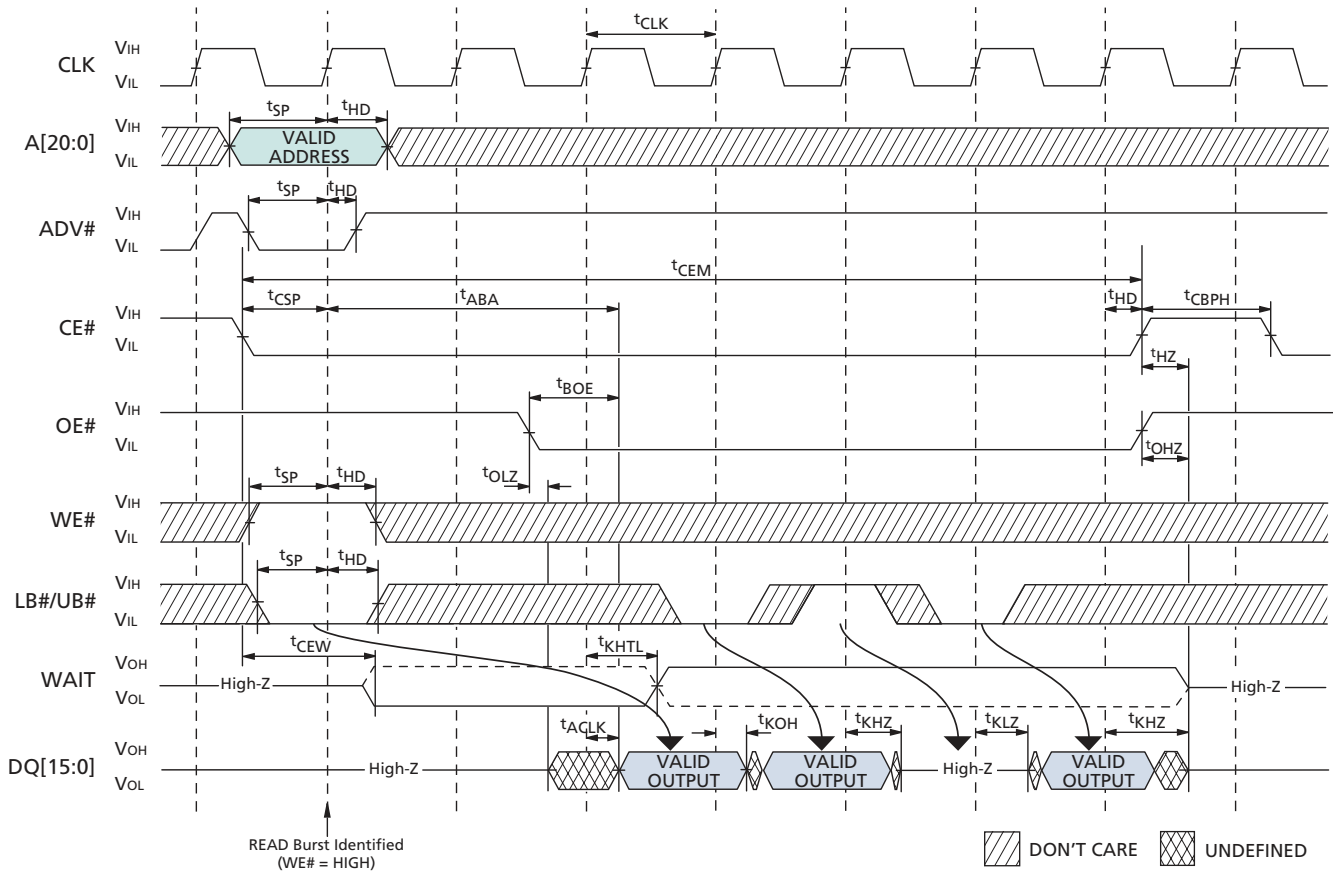 tCLK
CLK
VIH
VIL
tSP
tHD
A[20:0]
VIH
VIL
VALID
ADDRESS
tSP
tHD
ADV#
VIH
VIL
tCEM
tCSP
tABA
tHD
tCBPH
CE#
VIH
VIL
tHZ
tBOE
OE#
VIH
VIL
tOHZ
tSP
tHD
tOLZ
WE#
VIH
VIL
tSP
tHD
LB#/UB#
VIH
VIL
tCEW
tKHTL
WAIT
VOH
VOL
High-Z
High-Z
tACLK
tKOH
tKHZ
tKLZ
tKHZ
DQ[15:0]
VOH
VOL
High-Z
VALID
OUTPUT
VALID
OUTPUT
High-Z
VALID
OUTPUT
READ Burst Identified
(WE# = HIGH)
DON'T CARE
UNDEFINED